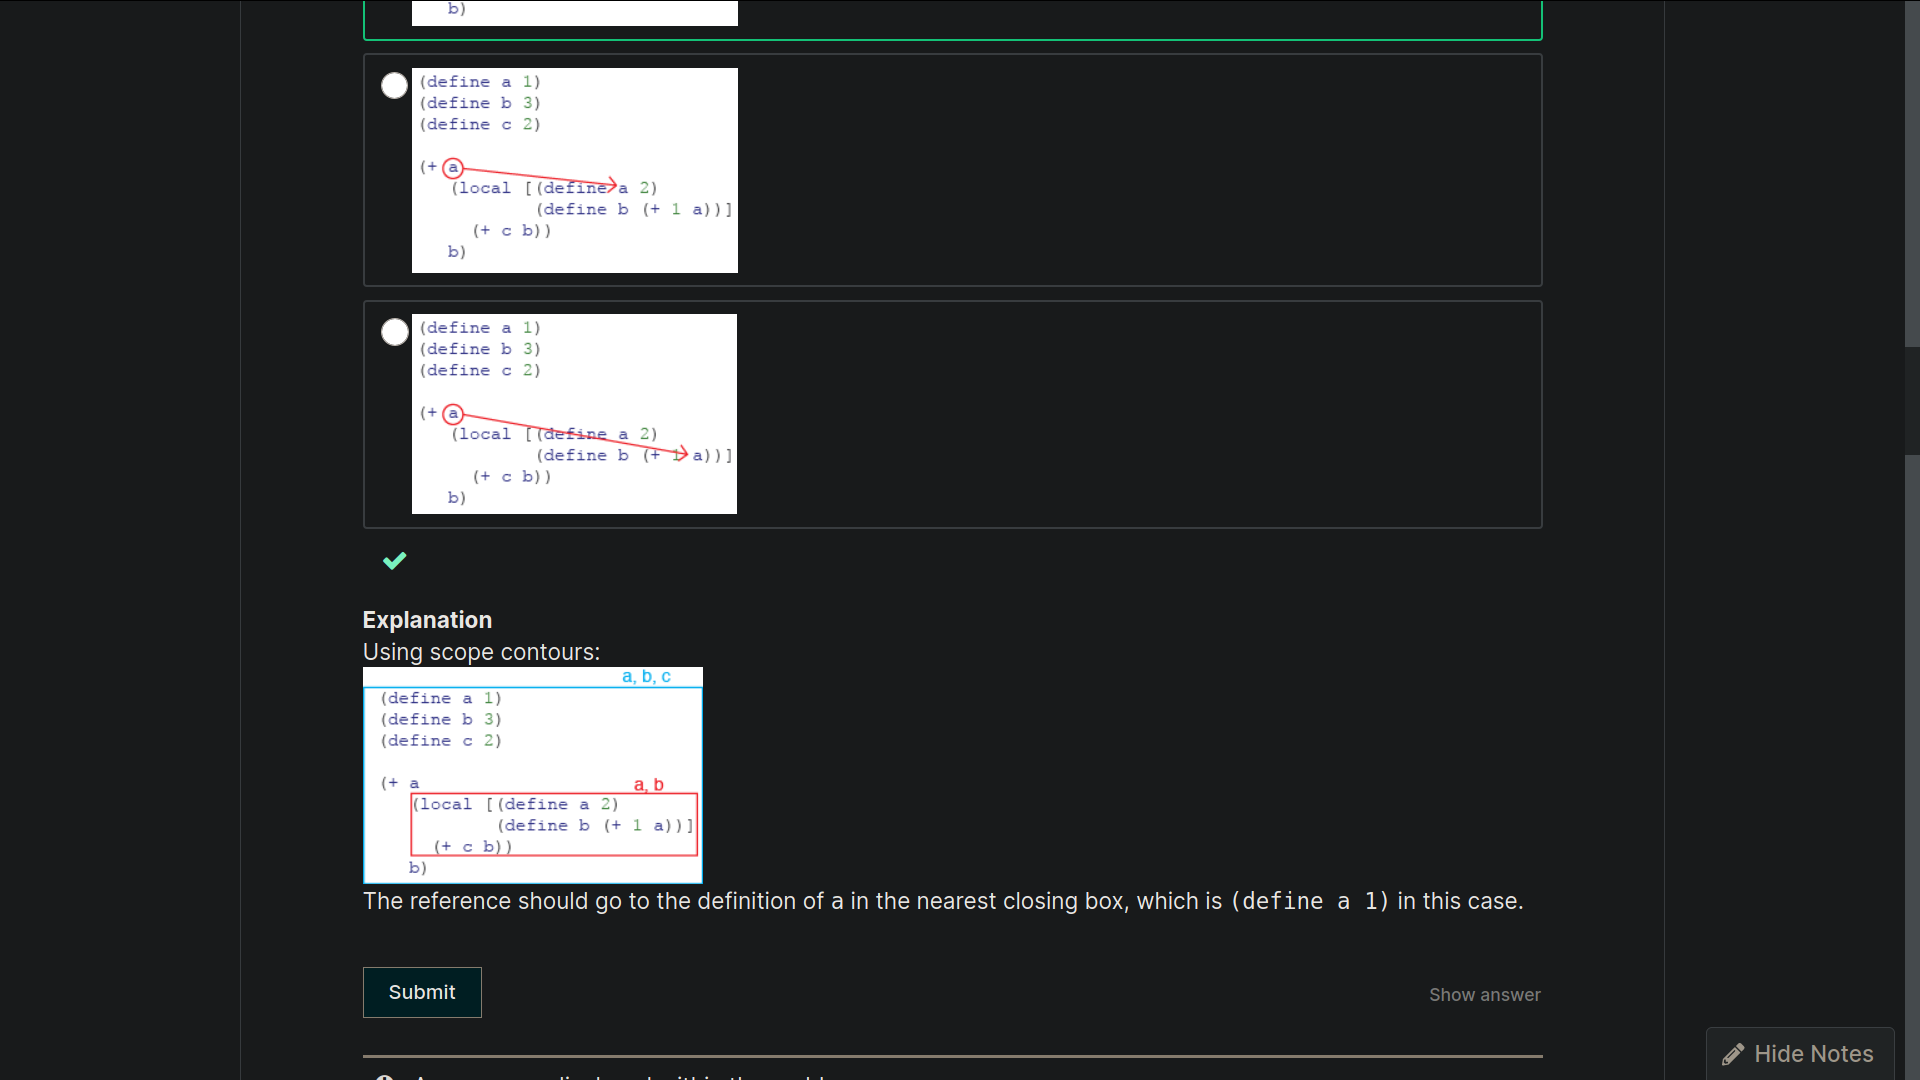 b)
(define a 1)
(define b 3)
(define c 2)
(+ a
(local [(define a 2)
(define b (+ 1 a))]
(+ c b))
b)
(define a 1)
(define b 3)
(define c 2)
(+ a
(local [(define a 2)
(define b (+ 1 a))]
(+ c b))
b)
Explanation
Using scope contours:
a, b, c
(define a 1)
(define b 3)
(define c 2)
(+ a
a, b
(local [(define a 2)
(define b (+ 1 a))]
(+ c b))
b)
The reference should go to the definition of a in the nearest closing box, which is (define a 1) in this case.
Submit
Show answer
Hide Notes